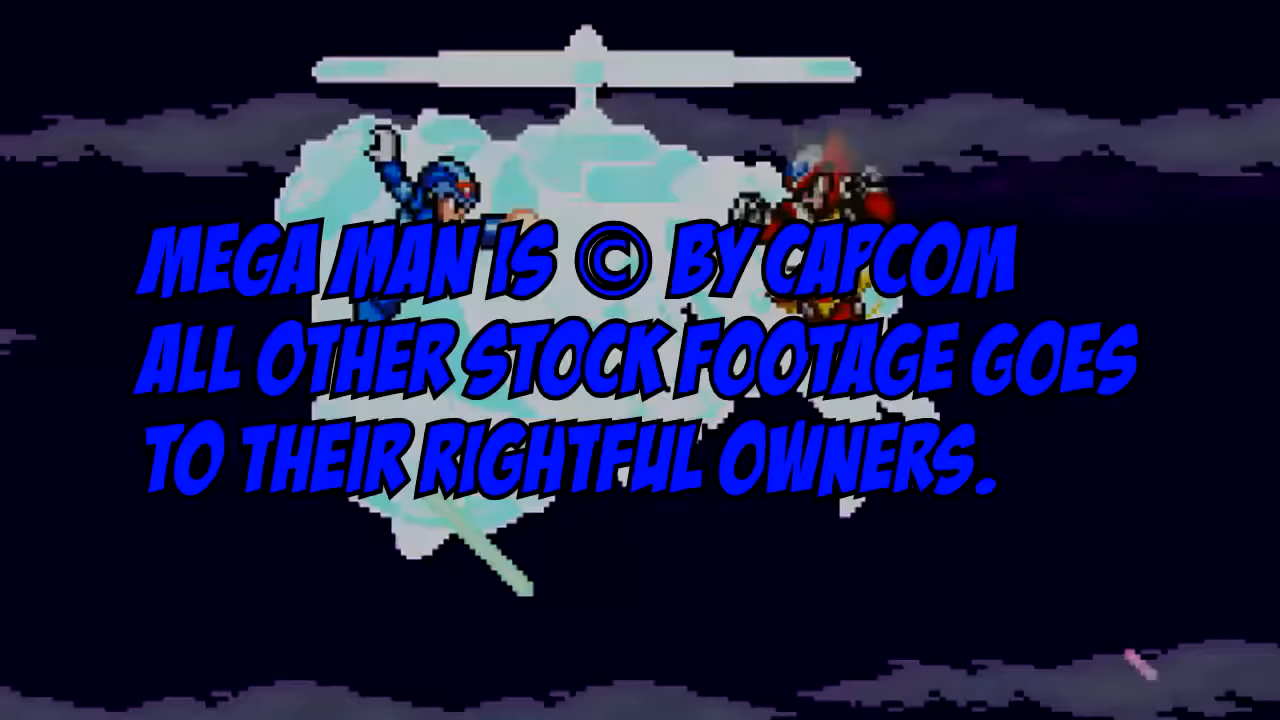 MEGA MAN IS © BY CAPCOM
ALL OTHER STOCK FOOTAGE GOES
TO THEIR RIGHTFUL OWNERS.